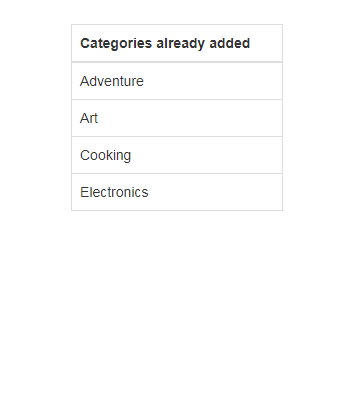 Categories already added
Adventure
Art
Cooking
Electronics